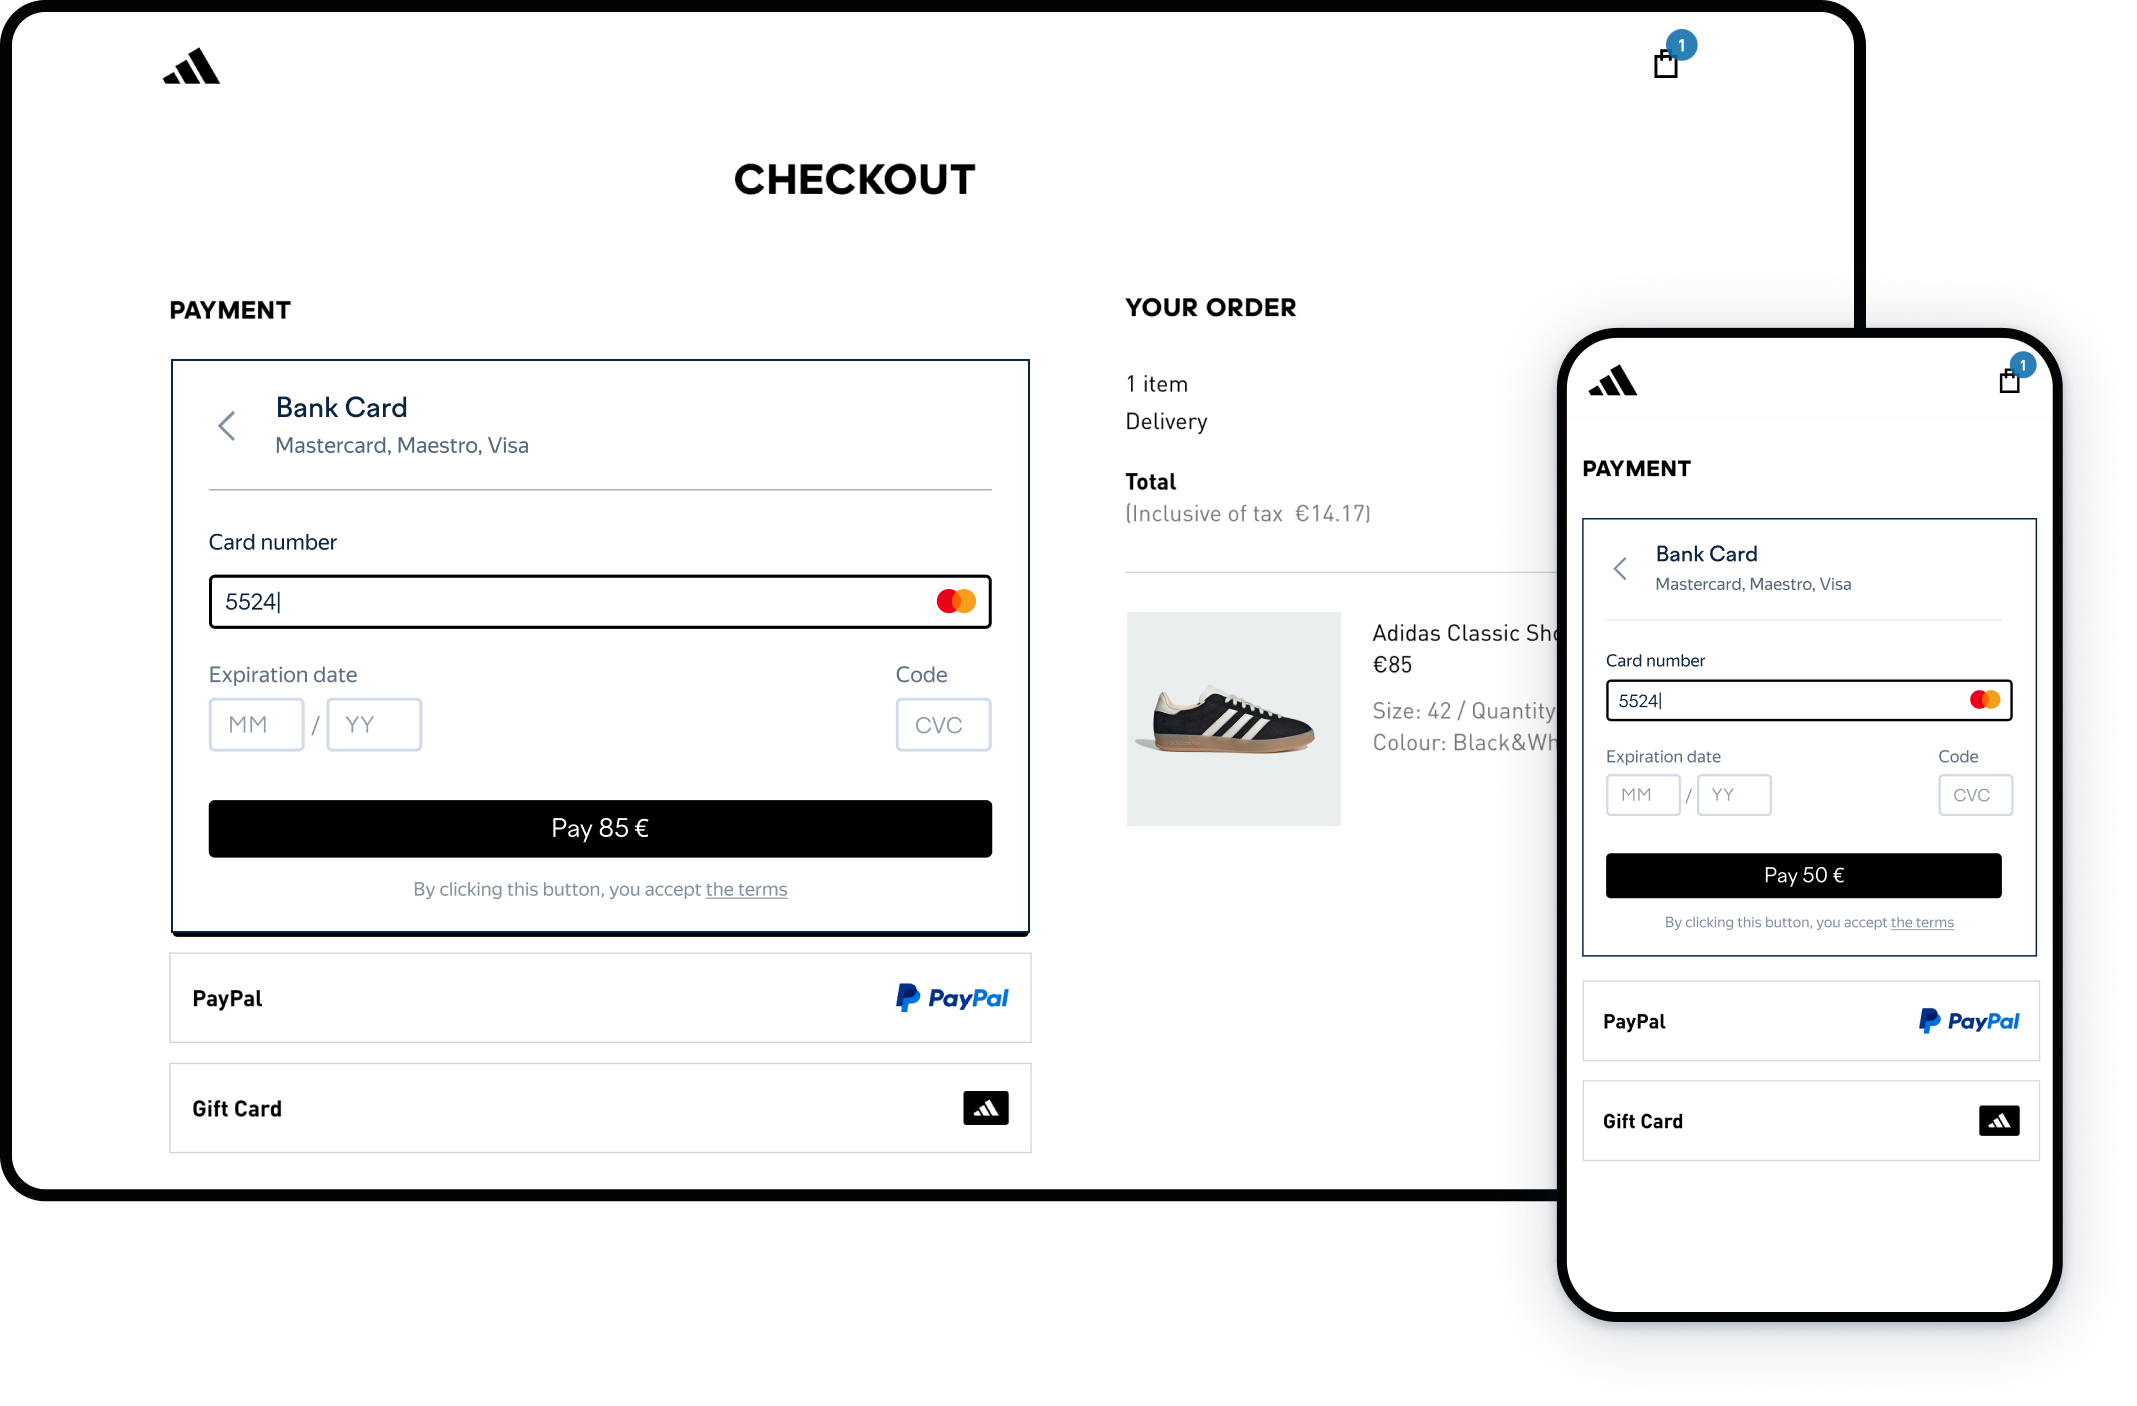 1
CHECKOUT
PAYMENT
Bank Card
Mastercard, Maestro, Visa
Card number
5524|
Expiration date
Code
MM / YY
CVC
Pay 85 €
By clicking this button, you accept the terms
PayPal
PayPal
Gift Card
YOUR ORDER
1 item
Delivery
Total
(Inclusive of tax €14.17)
Adidas Classic
€85
Size: 42 / Quantity
Colour: Black&Wh
1
PAYMENT
Bank Card
Mastercard, Maestro, Visa
Card number
5524|
Expiration date
Code
MM / YY
CVC
Pay 50 €
By clicking this button, you accept the terms
PayPal
PayPal
Gift Card